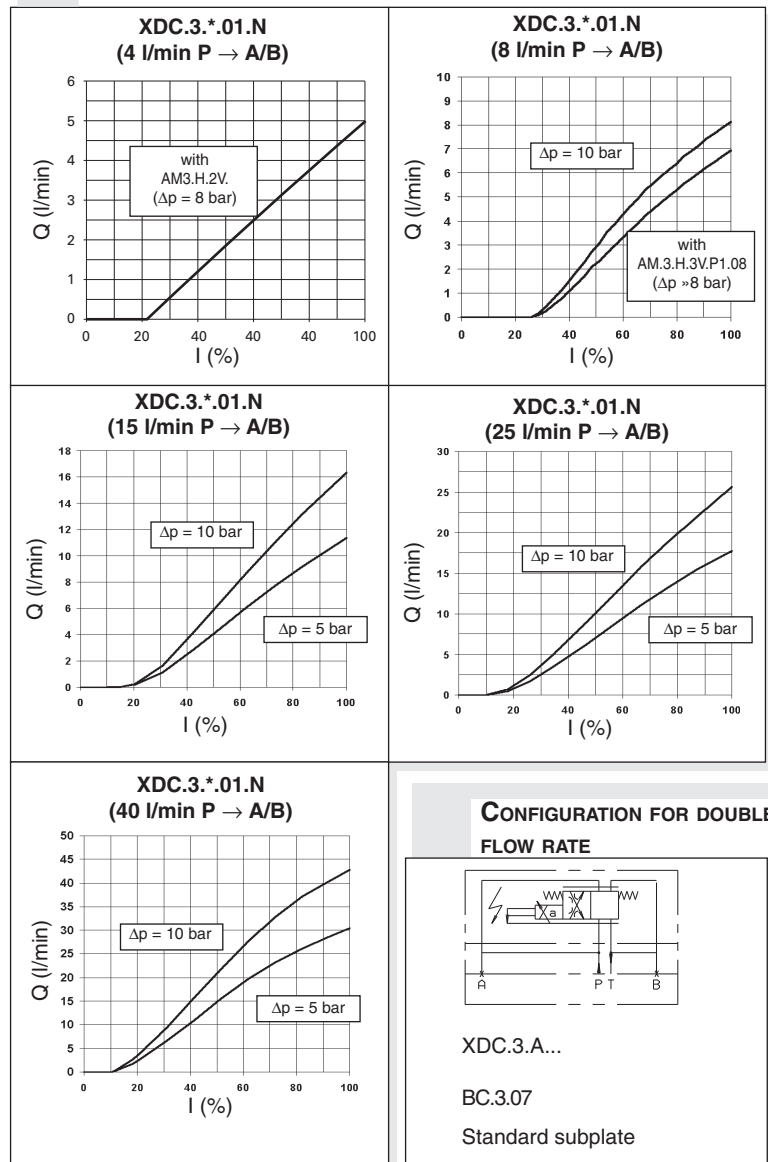 XDC.3.*.01.N
(4 l/min P → A/B)
6
5
4
3
2
1
0
Q (l/min)
with
AM3.H.2V.
(Δp = 8 bar)
0 20 40 40 40 100
I (%)
XDC.3.*.01.N
(8 l/min P → A/B)
10
9
8
7
6
5
4
3
2
1
0
Q (l/min)
Δp = 10 bar
with
AM.3.H.3V.P1.08
(Δp »8 bar)
0 20 40 60 80 100
I (%)
XDC.3.*.01.N
(15 l/min P → A/B)
18
16
14
12
10
8
6
4
2
0
Q (l/min)
Δp = 10 bar
Δp = 5 bar
0 20 40 60 80 100
I (%)
XDC.3.*.01.N
(25 l/min P → A/B)
30
25
20
15
10
5
0
Q (l/min)
Δp = 10 bar
Δp = 5 bar
0 20 40 60 80 100
I (%)
XDC.3.*.01.N
(40 l/min P → A/B)
50
45
40
35
30
25
20
15
10
5
0
Q (l/min)
Δp = 10 bar
Δp = 5 bar
0 20 40 60 80 100
I (%)
CONFIGURATION FOR DOUBLE
FLOW RATE
a
A P T B
XDC.3.A...
BC.3.07
Standard subplate